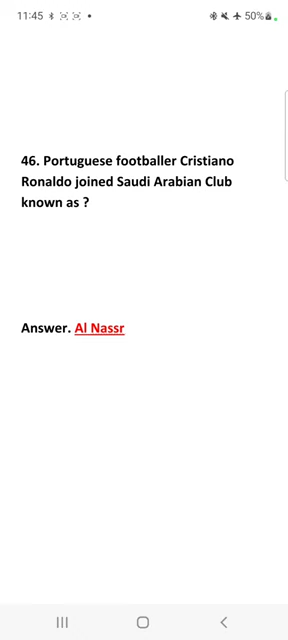 11:45
50%
46. Portuguese footballer Cristiano
Ronaldo joined Saudi Arabian Club
known as ?
Answer. Al Nassr